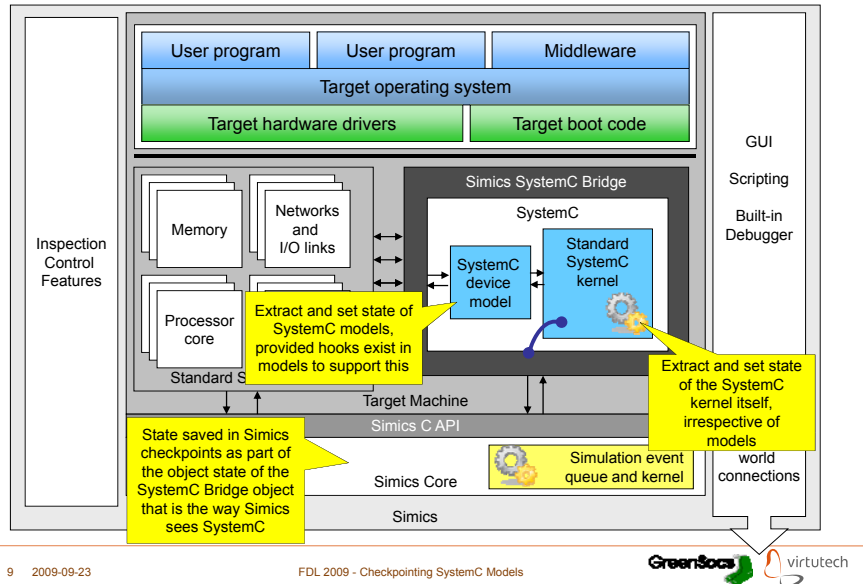 User program
User program
Middleware
Target operating system
Target hardware drivers
Target boot code
Inspection
Control
Features
GUI
Scripting
Built-in
Debugger
Simics SystemC Bridge
SystemC
Memory
Networks
and
I/O links
Processor
core
SystemC
device
model
Standard
SystemC
kernel
Extract and set state of
SystemC models,
provided hooks exist in
models to support this
Extract and set state
of the SystemC
kernel itself,
irrespective of
models
Standard S
Target Machine
Simics C API
State saved in Simics
checkpoints as part of
the object state of the
SystemC Bridge object
that is the way Simics
sees SystemC
Simics Core
Simulation event
queue and kernel
world
connections
Simics
9 2009-09-23
FDL 2009 - Checkpointing SystemC Models
GreenSocs
virtutech